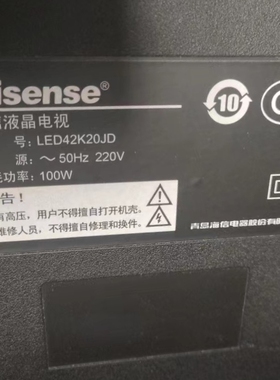 isense®
液晶电视
号: LED42K20JD
源: ～50Hz 220V
功率: 100W
告!
有高压，用户不得擅自打开机壳。
维修人员，不得擅自修理和换件。
10
青岛海信电器股份有限